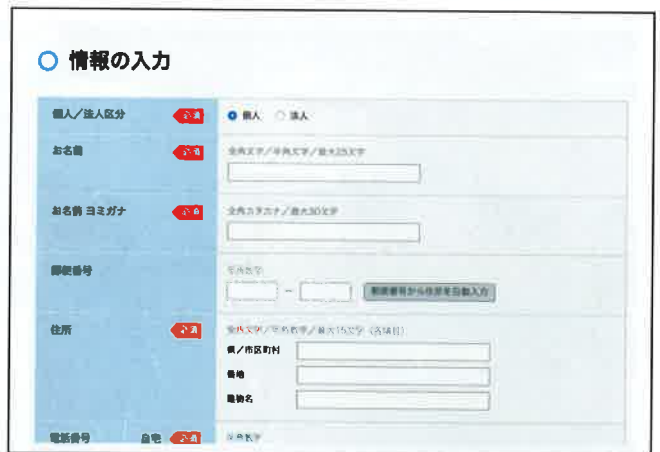 情報の入力
個人／法人区分 必須 個人 法人
お名前 必須 全角文字／半角文字／最大25文字
お名前 ヨミガナ 必須 全角カタカナ／最大30文字
郵便番号 半角数字
- 郵便番号から住所を自動入力
住所 必須 全角文字／半角数字／最大15文字（各項目）
市区町村
番地
建物名
電話番号 自宅 必須 半角数字